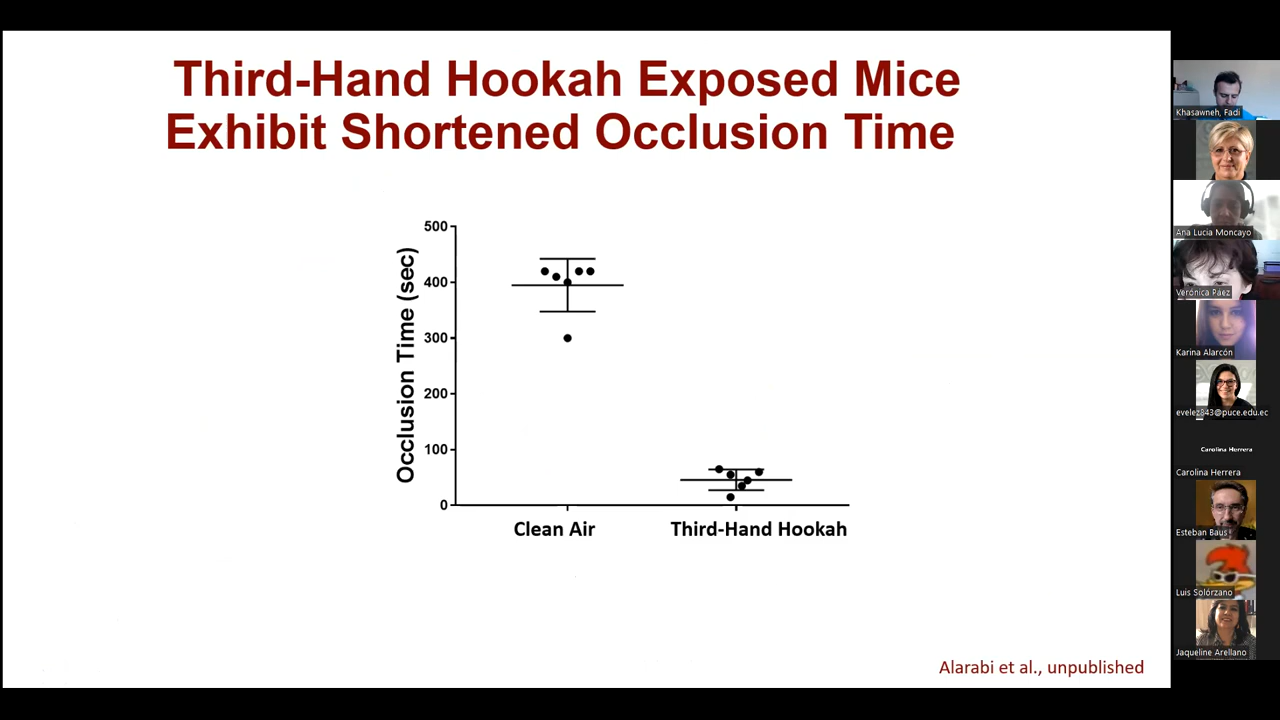 Third-Hand Hookah Exposed Mice
Exhibit Shortened Occlusion Time
Occlusion Time (sec)
500
400
300
200
100
0
Clean Air
Third-Hand Hookah
Alarabi et al., unpublished
Khasawneh, Fadi
Ana Lucia Moncayo
Verónica Páez
Karina Alarcón
evelez843@puce.edu.ec
Carolina Herrera
Carolina Herrera
Esteban Baus
Luis Solórzano
Jaqueline Arellano